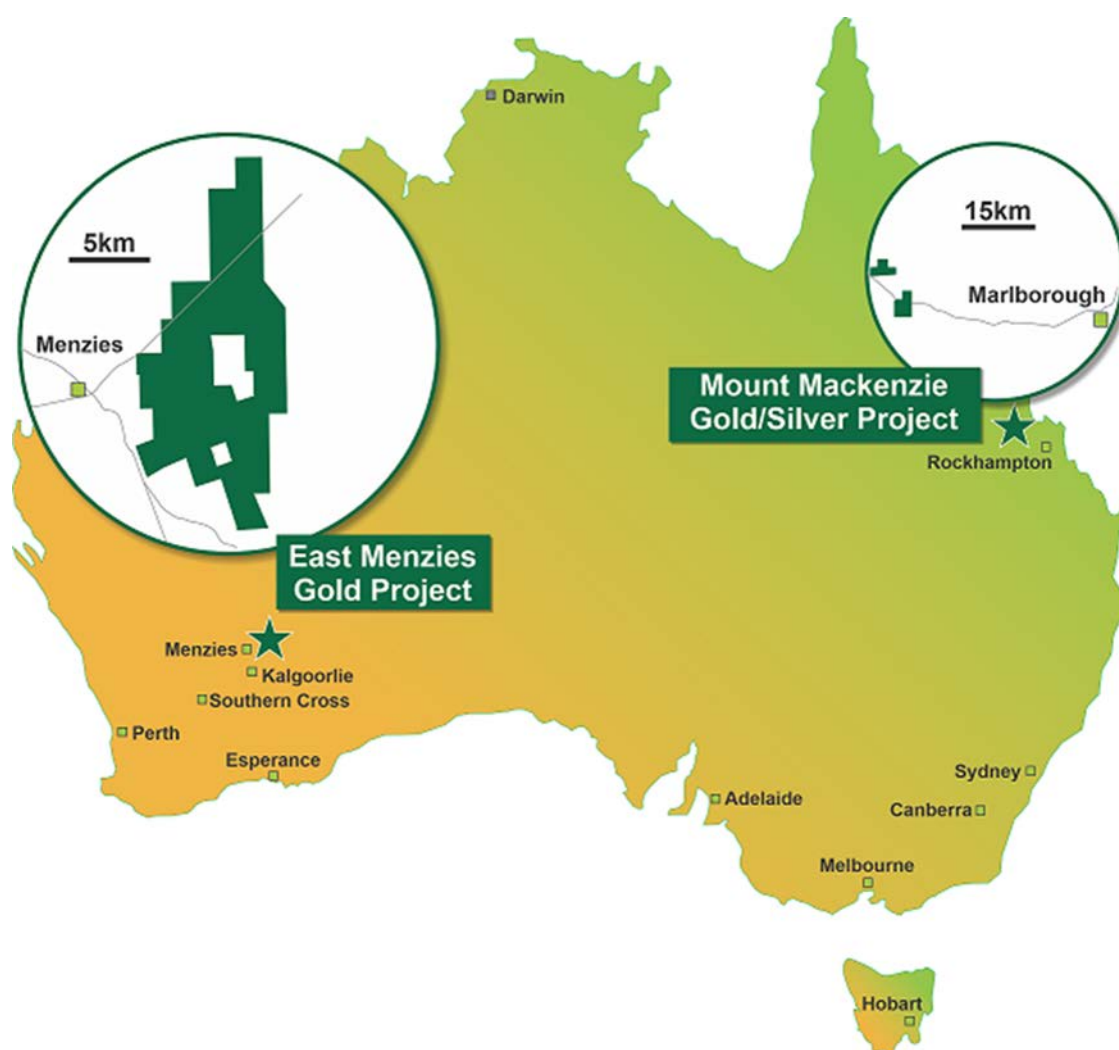 Darwin
5km
15km
Marlborough
Menzies
Mount Mackenzie
Gold/Silver Project
Rockhampton
East Menzies
Gold Project
Menzies
Kalgoorlie
Southern Cross
Perth
Esperance
Sydney
Adelaide
Canberra
Melbourne
Hobart